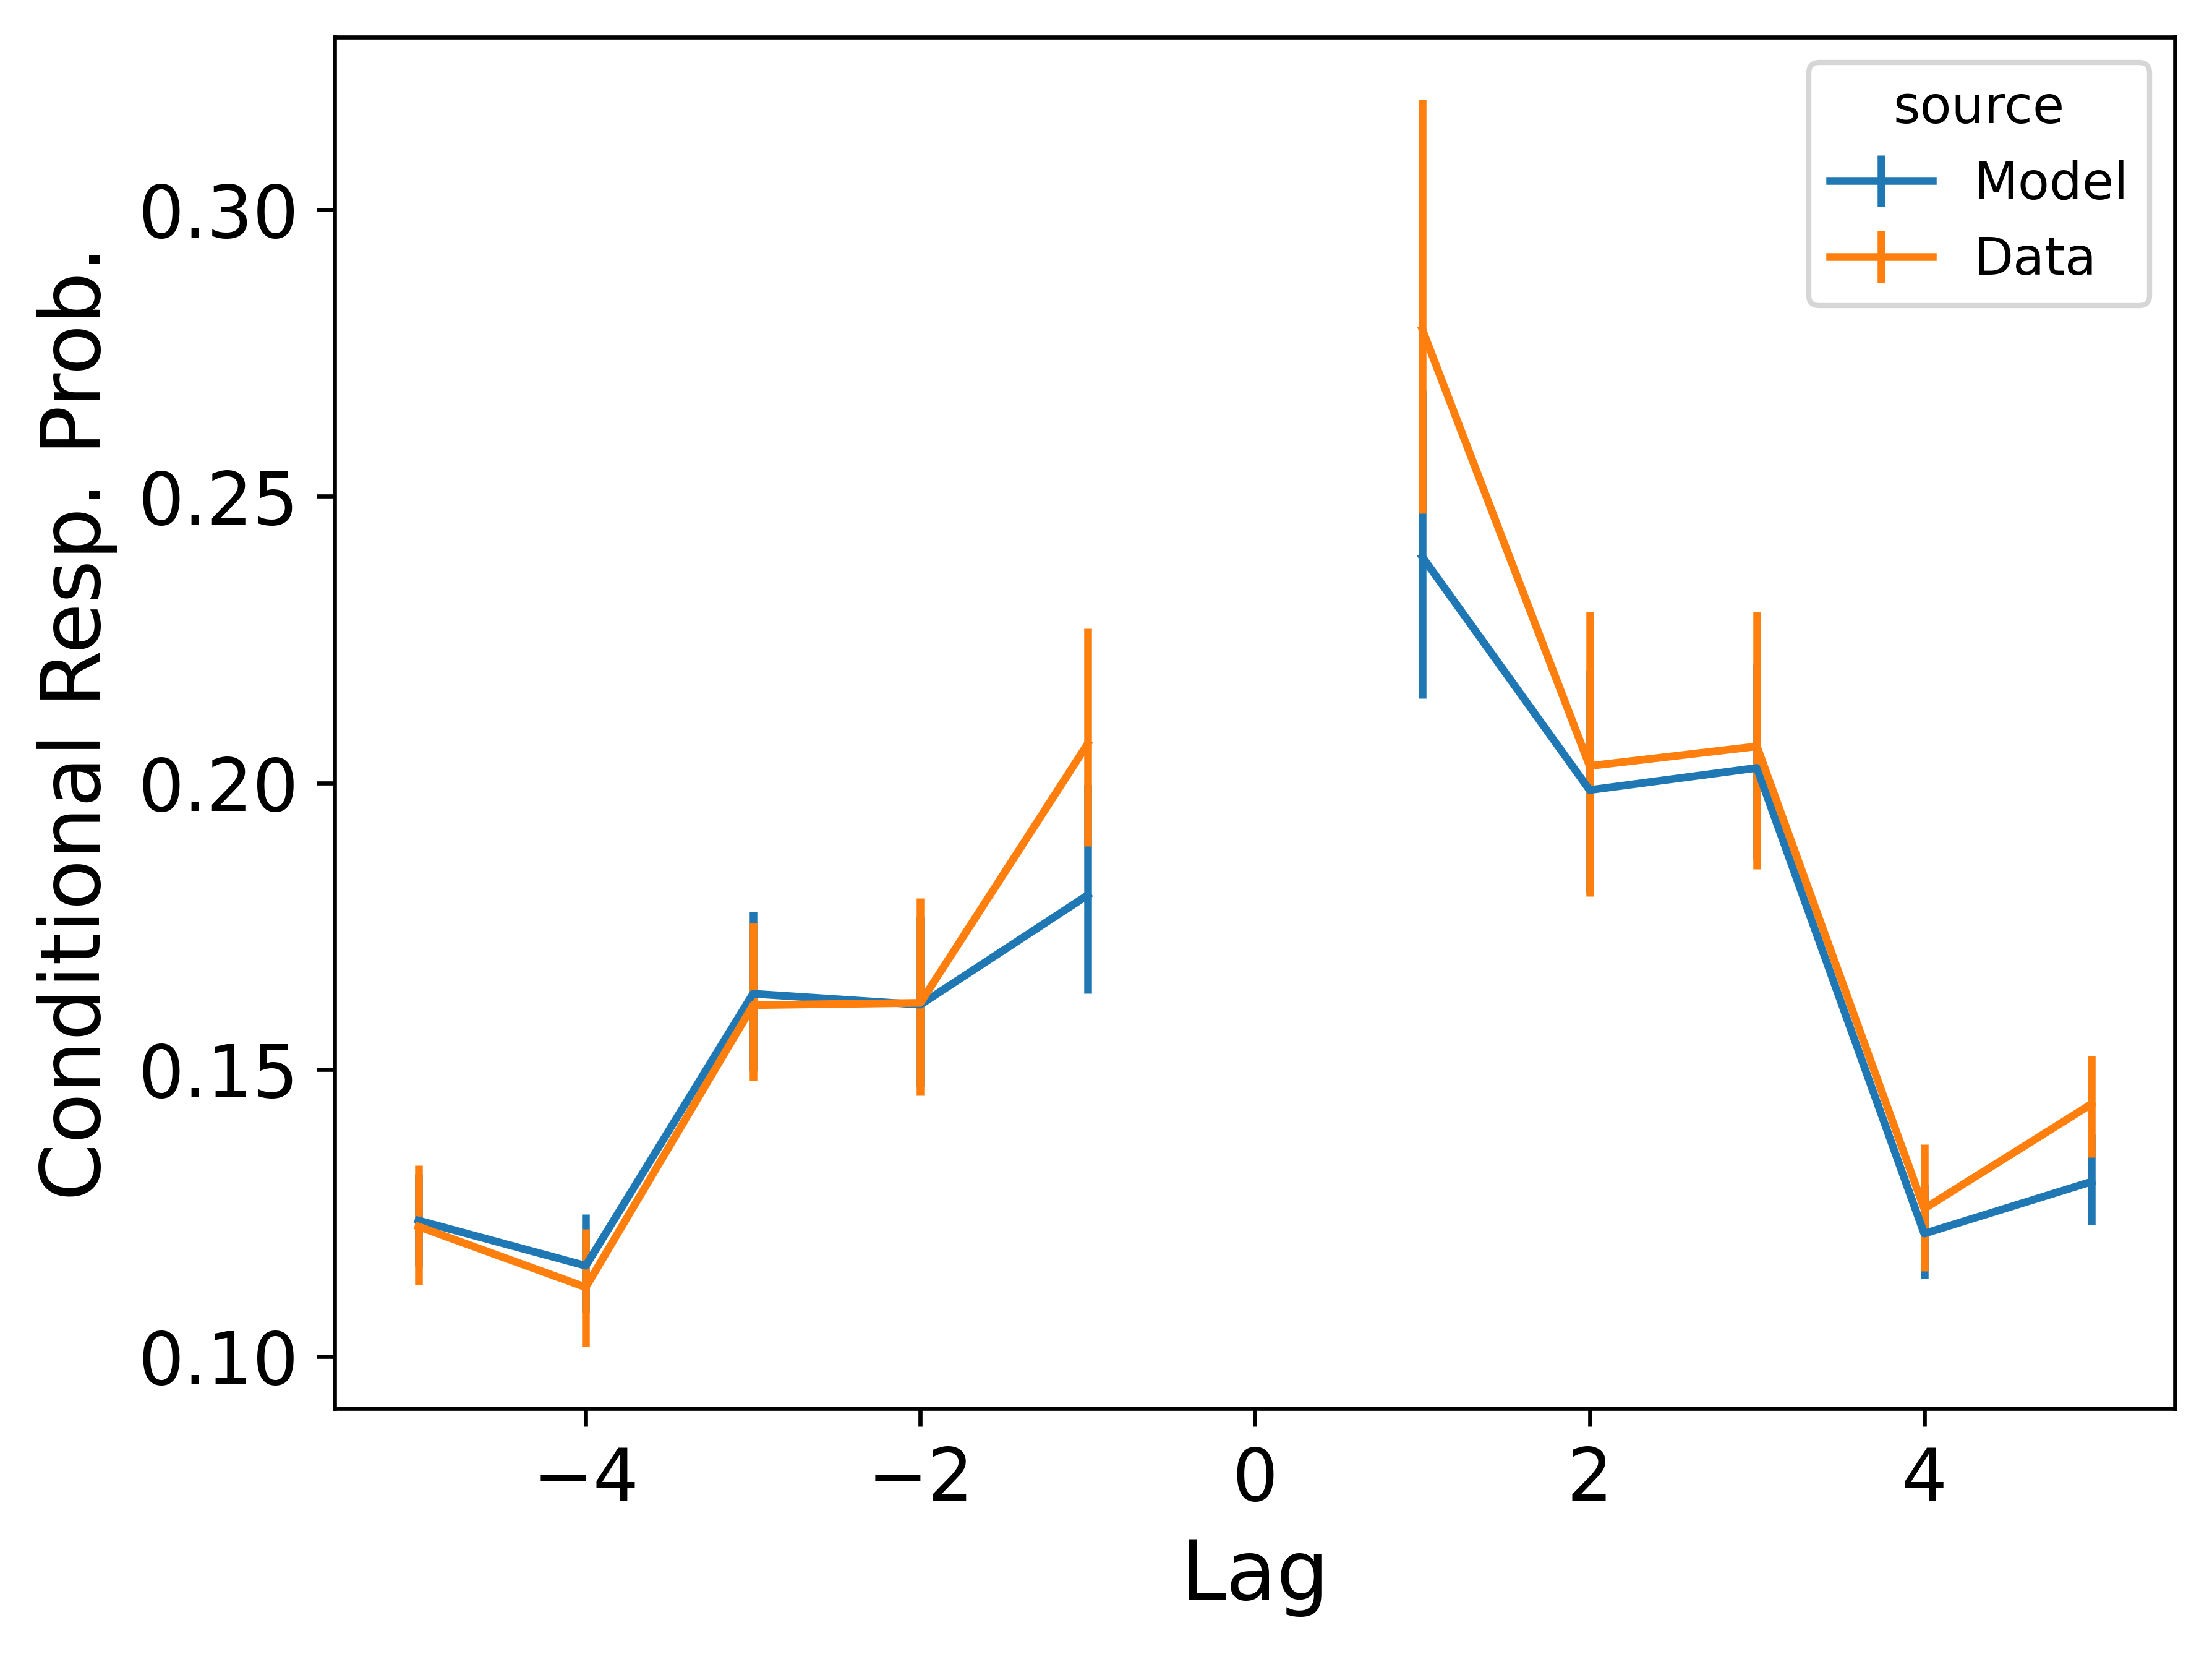 source
Model
Data
Conditional Resp. Prob.
0.30
0.25
0.20
0.15
0.10
−4 −2 0 2 4
Lag